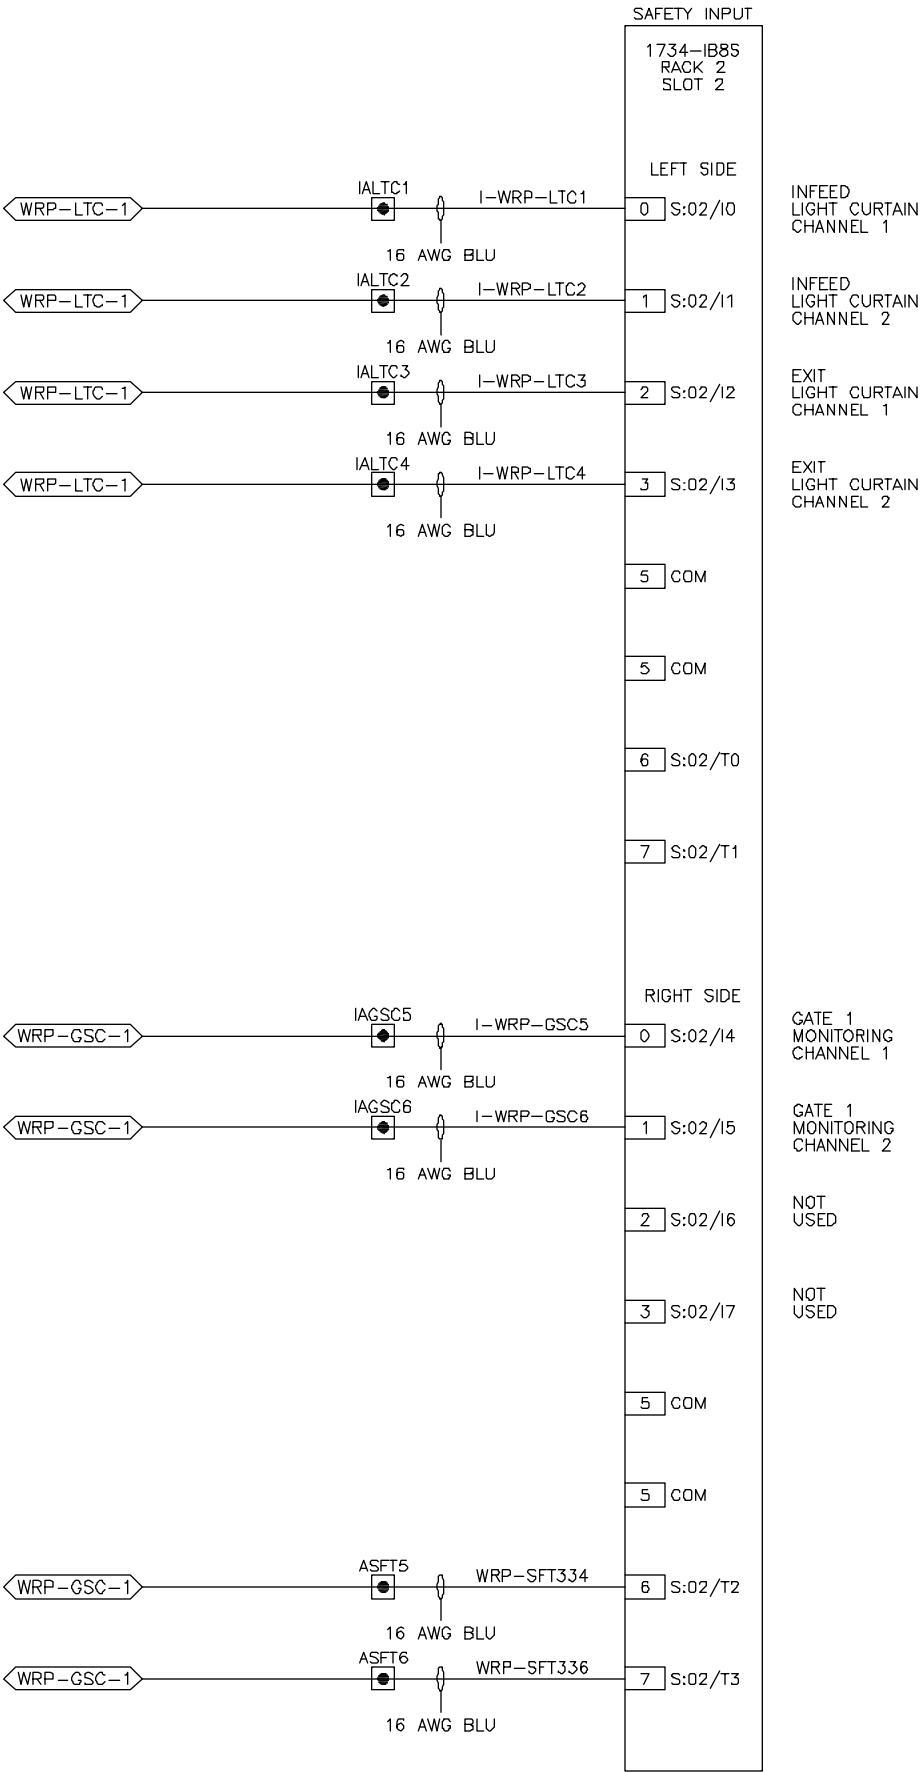 SAFETY INPUT
1734-IB8S
RACK 2
SLOT 2
LEFT SIDE
WRP-LTC-1
IALTC1
I-WRP-LTC1
16 AWG BLU
0
S:02/I0
INFEED
LIGHT CURTAIN
CHANNEL 1
WRP-LTC-1
IALTC2
I-WRP-LTC2
16 AWG BLU
1
S:02/I1
INFEED
LIGHT CURTAIN
CHANNEL 2
WRP-LTC-1
IALTC3
I-WRP-LTC3
16 AWG BLU
2
S:02/I2
EXIT
LIGHT CURTAIN
CHANNEL 1
WRP-LTC-1
IALTC4
I-WRP-LTC4
16 AWG BLU
3
S:02/I3
EXIT
LIGHT CURTAIN
CHANNEL 2
5
COM
5
COM
6
S:02/T0
7
S:02/T1
RIGHT SIDE
WRP-GSC-1
IAGSC5
I-WRP-GSC5
16 AWG BLU
0
S:02/I4
GATE 1
MONITORING
CHANNEL 1
WRP-GSC-1
IAGSC6
I-WRP-GSC6
16 AWG BLU
1
S:02/I5
GATE 1
MONITORING
CHANNEL 2
2
S:02/I6
NOT
USED
3
S:02/I7
NOT
USED
5
COM
5
COM
WRP-GSC-1
ASFT5
WRP-SFT334
16 AWG BLU
6
S:02/T2
WRP-GSC-1
ASFT6
WRP-SFT336
16 AWG BLU
7
S:02/T3